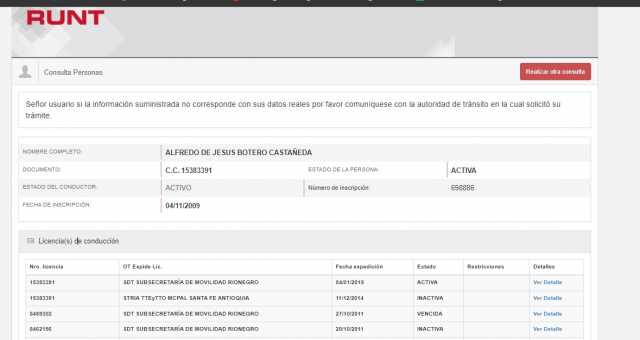 RUNT
Consulta Personas
Realizar otra consulta
Señor usuario si la información suministrada no corresponde con sus datos reales por favor comuníquese con la autoridad de tránsito en la cual solicitó su
trámite.
NOMBRE COMPLETO: ALFREDO DE JESUS BOTERO CASTAÑEDA
DOCUMENTO: C.C. 15383391 ESTADO DE LA PERSONA: ACTIVA
ESTADO DEL CONDUCTOR: ACTIVO Número de inscripción 698886
FECHA DE INSCRIPCIÓN 04/11/2009
Licencia(s) de conducción
Nro. licencia OT Expide Lic. Fecha expedición Estado Restricciones Detalles
15383391 SDT SUBSECRETARÍA DE MOVILIDAD RIONEGRO 04/01/2018 ACTIVA Ver Detalle
15383391 STRIA TTEyTTO MCPAL SANTA FE ANTIOQUIA 11/12/2014 INACTIVA Ver Detalle
SDT SUBSECRETARÍA DE MOVILIDAD RIONEGRO 27/10/2011 VENCIDA Ver Detalle
SDT SUBSECRETARÍA DE MOVILIDAD RIONEGRO 20/10/2011 INACTIVA Ver Detalle